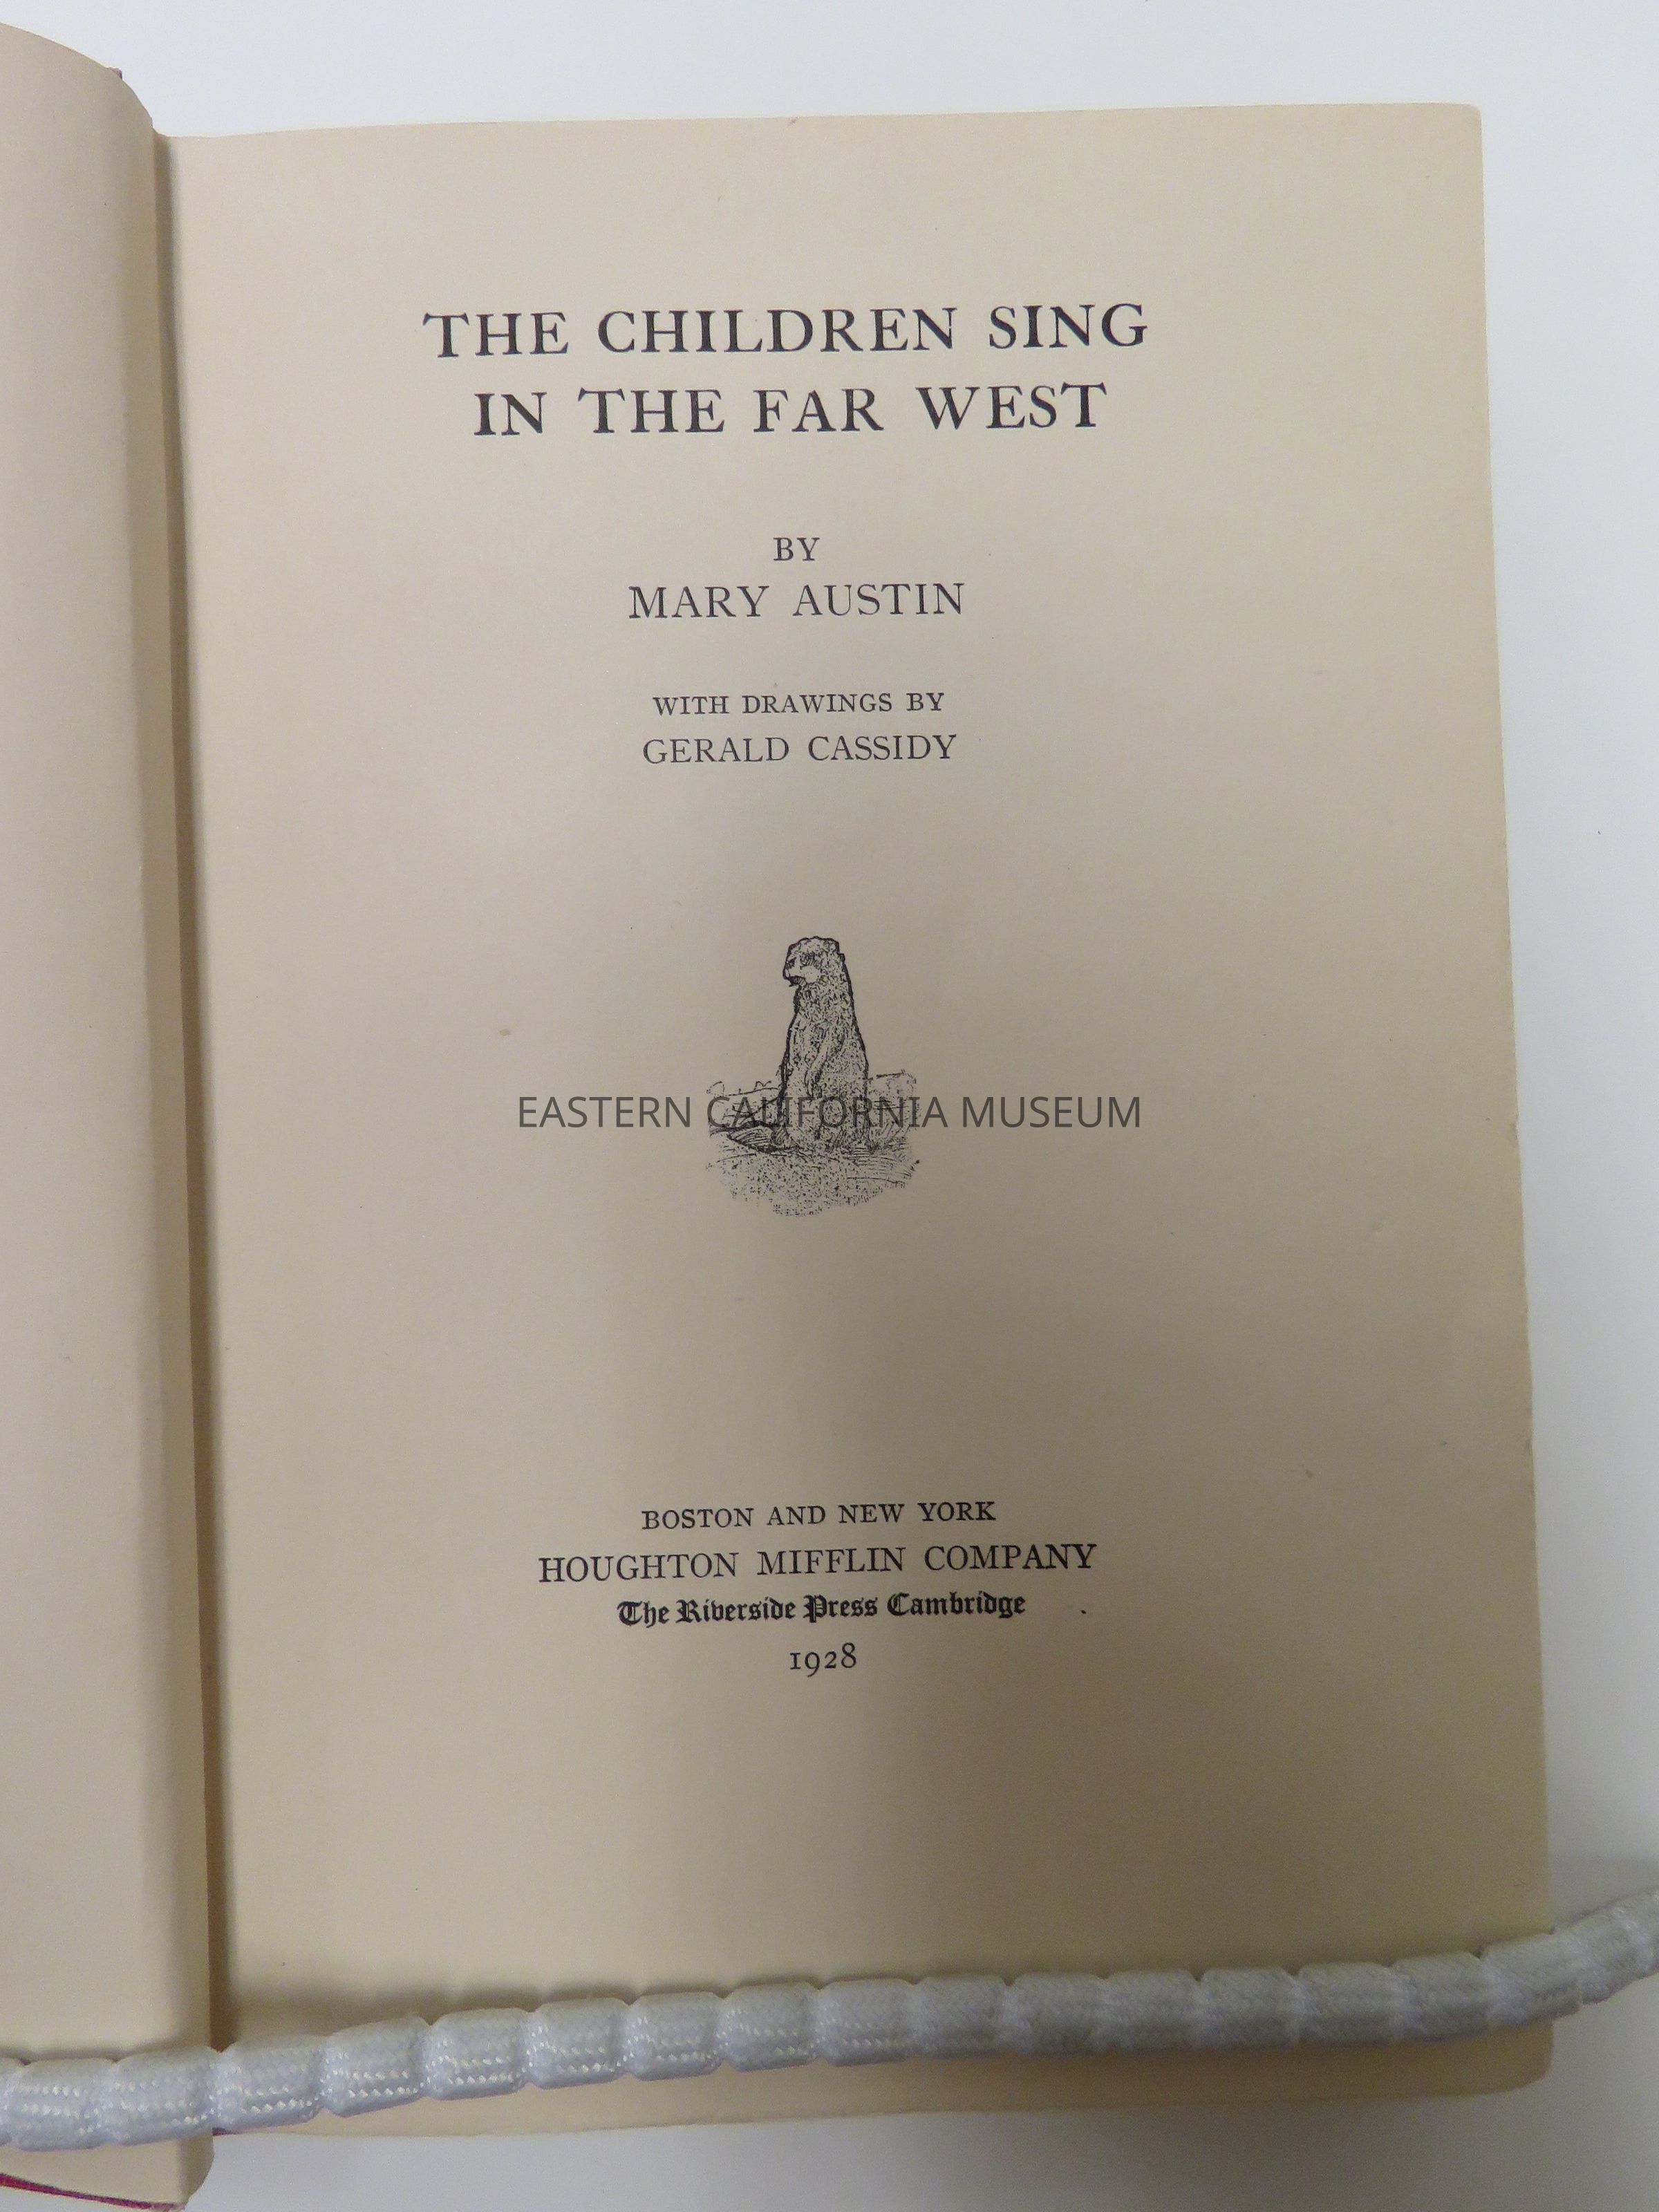 THE CHILDREN SING
IN THE FAR WEST
BY
MARY AUSTIN
WITH DRAWINGS BY
GERALD CASSIDY
EASTERN CALIFORNIA MUSEUM
BOSTON AND NEW YORK
HOUGHTON MIFFLIN COMPANY
The Riverside Press Cambridge
1928